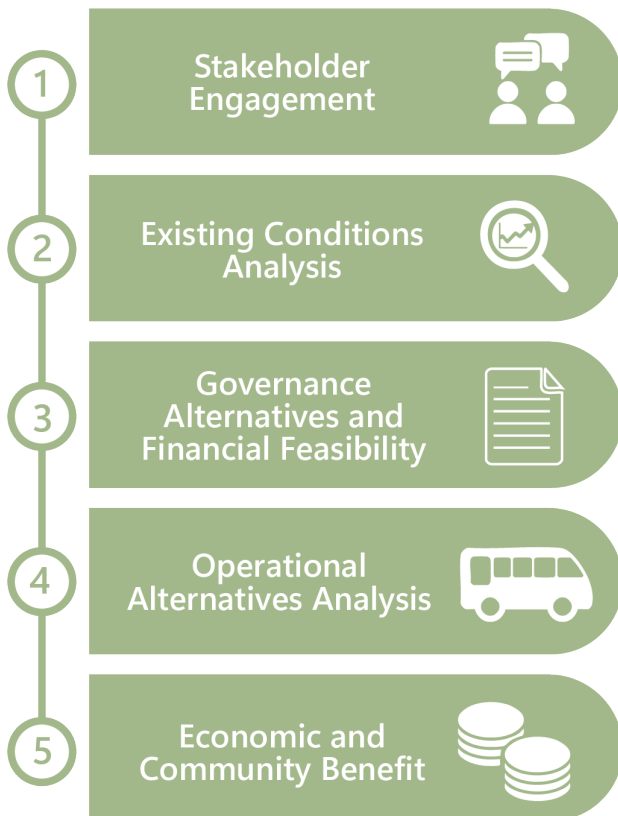 1
Stakeholder
Engagement
2
Existing Conditions
Analysis
3
Governance
Alternatives and
Financial Feasibility
4
Operational
Alternatives Analysis
5
Economic and
Community Benefit